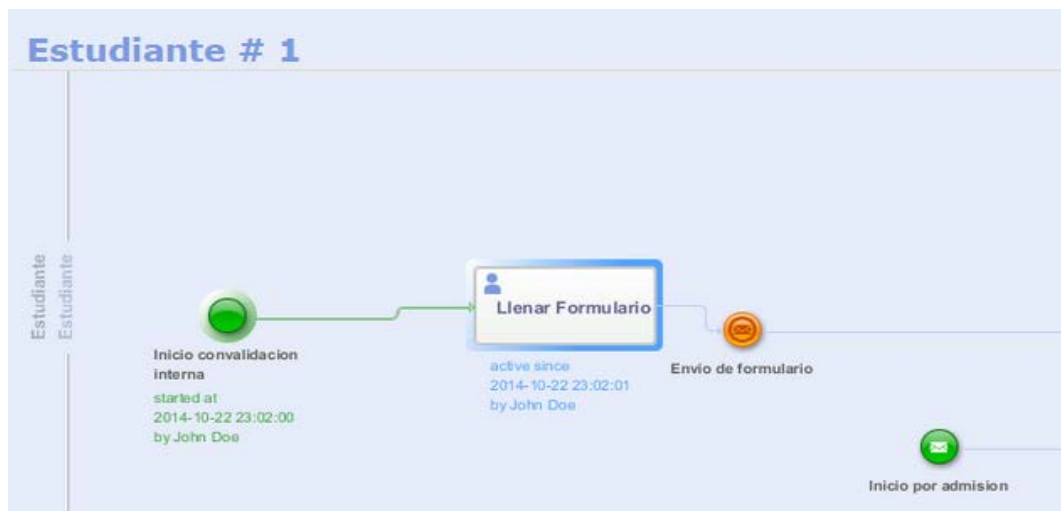 Estudiante # 1
Estudiante
Estudiante
Inicio convalidacion
interna
started at
2014-10-22 23:02:00
by John Doe
Llenar Formulario
active since
2014-10-22 23:02:01
by John Doe
Envio de formulario
Inicio por admision